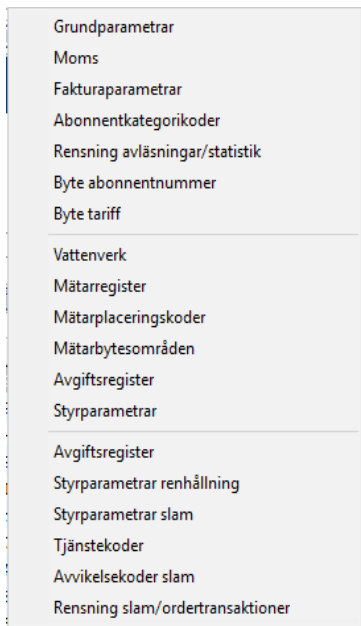 Grundparametrar
Moms
Fakturaparametrar
Abonnentkategorikoder
Rensning avläsningar/statistik
Byte abonnentnummer
Byte tariff
Vattenverk
Mätarregister
Mätarplaceringskoder
Mätarbytesområden
Avgiftsregister
Styrparametrar
Avgiftsregister
Styrparametrar renhållning
Styrparametrar slam
Tjänstekoder
Avvikelsekoder slam
Rensning slam/ordertransaktioner